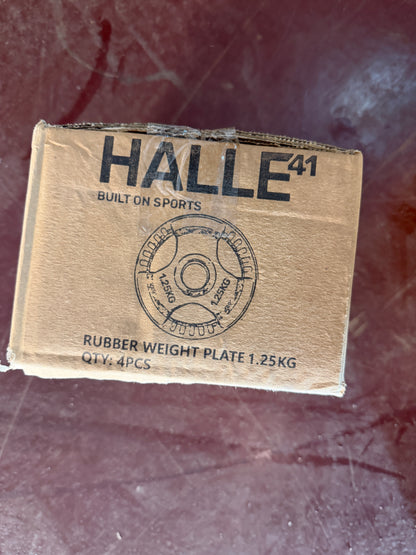 HALLE41
BUILT ON SPORTS
1.25KG
1.25KG
RUBBER WEIGHT PLATE 1.25KG
QTY: 4PCS